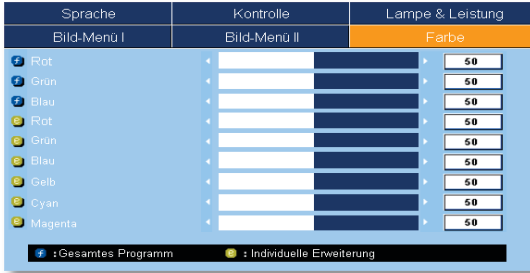 Sprache Kontrolle Lampe & Leistung
Bild-Menü I Bild-Menü II Farbe
Rot 50
Grün 50
Blau 50
Rot 50
Grün 50
Blau 50
Gelb 50
Cyan 50
Magenta 50
f :Gesamtes Programm e : Individuelle Erweiterung